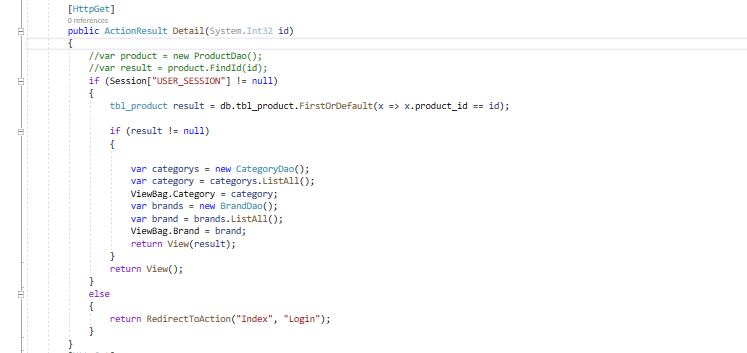 [HttpGet]
0 references
public ActionResult Detail(System.Int32 id)
{
//var product = new ProductDao();
//var result = product.FindId(id);
if (Session["USER_SESSION"] != null)
{
tbl_product result = db.tbl_product.FirstOrDefault(x => x.product_id == id);
if (result != null)
{
var categorys = new CategoryDao();
var category = categorys.ListAll();
ViewBag.Category = category;
var brands = new BrandDao();
var brand = brands.ListAll();
ViewBag.Brand = brand;
return View(result);
}
return View();
}
else
{
return RedirectToAction("Index", "Login");
}
}